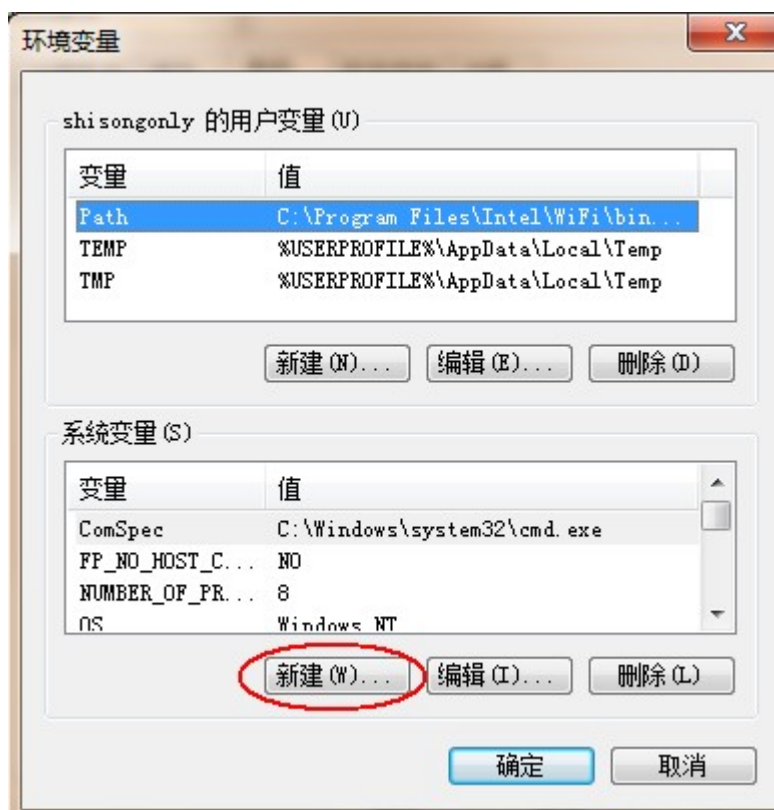 环境变量
shisongonly 的用户变量(U)
变量 值
Path C:\Program Files\Intel\WiFi\bin...
TEMP %USERPROFILE%\AppData\Local\Temp
TMP %USERPROFILE%\AppData\Local\Temp
新建(N)... 编辑(E)... 删除(D)
系统变量(S)
变量 值
ComSpec C:\Windows\system32\cmd.exe
FP_NO_HOST_C... NO
NUMBER_OF_PR... 8
OS Windows_NT
新建(W)... 编辑(I)... 删除(L)
确定 取消